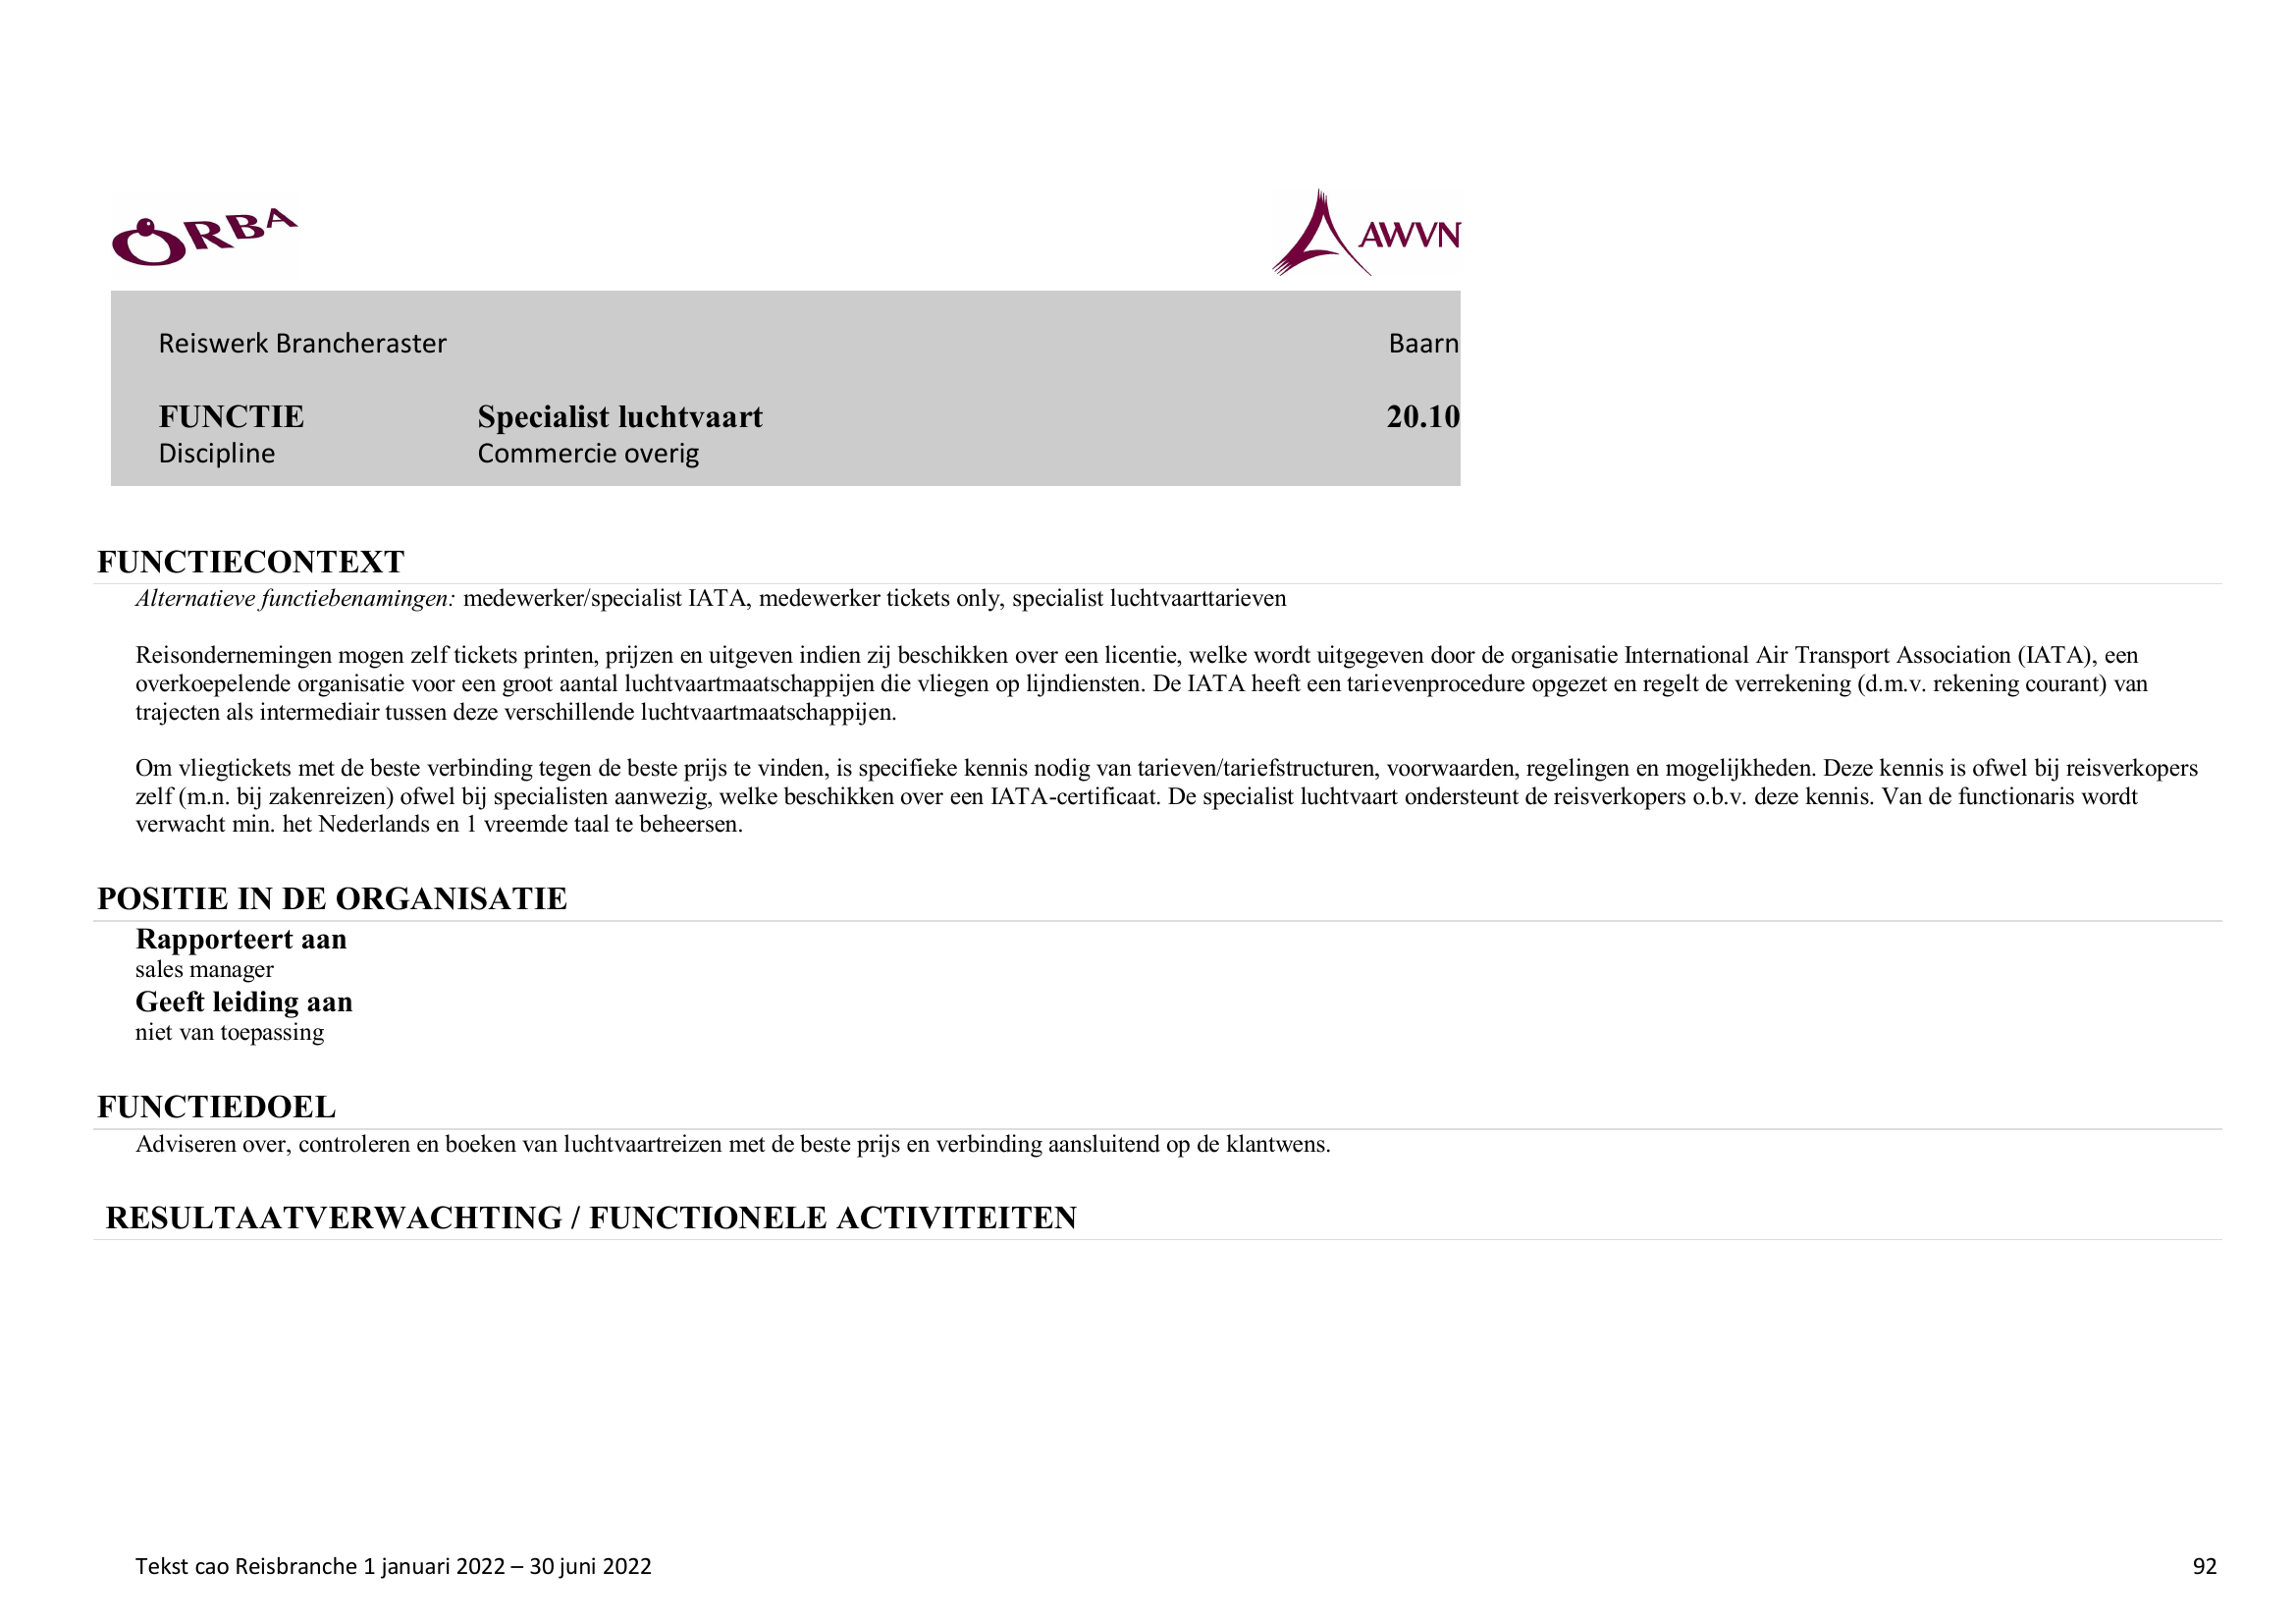 ORBA
AWVN
Reiswerk Brancheraster Baarn
FUNCTIE Specialist luchtvaart 20.10
Discipline Commercie overig
FUNCTIECONTEXT
Alternatieve functiebenamingen: medewerker/specialist IATA, medewerker tickets only, specialist luchtvaarttarieven
Reisondernemingen mogen zelf tickets printen, prijzen en uitgeven indien zij beschikken over een licentie, welke wordt uitgegeven door de organisatie International Air Transport Association (IATA), een
overkoepelende organisatie voor een groot aantal luchtvaartmaatschappijen die vliegen op lijndiensten. De IATA heeft een tarievenprocedure opgezet en regelt de verrekening (d.m.v. rekening courant) van
trajecten als intermediair tussen deze verschillende luchtvaartmaatschappijen.
Om vliegtickets met de beste verbinding tegen de beste prijs te vinden, is specifieke kennis nodig van tarieven/tariefstructuren, voorwaarden, regelingen en mogelijkheden. Deze kennis is ofwel bij reisverkopers
zelf (m.n. bij zakenreizen) ofwel bij specialisten aanwezig, welke beschikken over een IATA-certificaat. De specialist luchtvaart ondersteunt de reisverkopers o.b.v. deze kennis. Van de functionaris wordt
verwacht min. het Nederlands en 1 vreemde taal te beheersen.
POSITIE IN DE ORGANISATIE
Rapporteert aan
sales manager
Geeft leiding aan
niet van toepassing
FUNCTIEDOEL
Adviseren over, controleren en boeken van luchtvaartreizen met de beste prijs en verbinding aansluitend op de klantwens.
RESULTAATVERWACHTING / FUNCTIONELE ACTIVITEITEN
Tekst cao Reisbranche 1 januari 2022 – 30 juni 2022 92